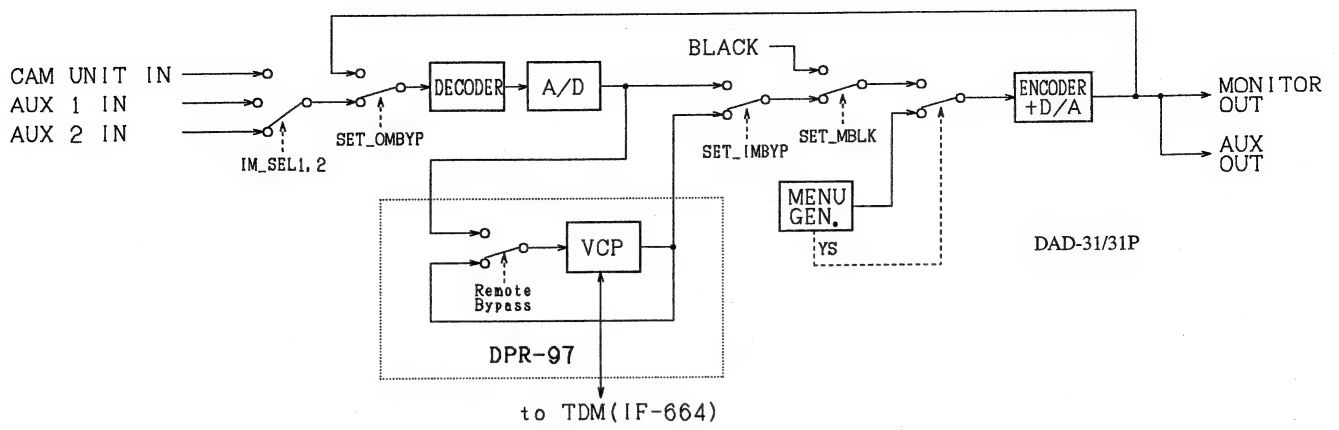 BLACK
CAM UNIT IN
AUX 1 IN
AUX 2 IN
DECODER
A/D
ENCODER
+D/A
MONITOR
OUT
AUX
OUT
IM_SEL1, 2
SET_OMBYP
SET_IMBYP
SET_MBLK
MENU
GEN.
YS
DAD-31/31P
VCP
Remote
Bypass
DPR-97
to TDM(IF-664)